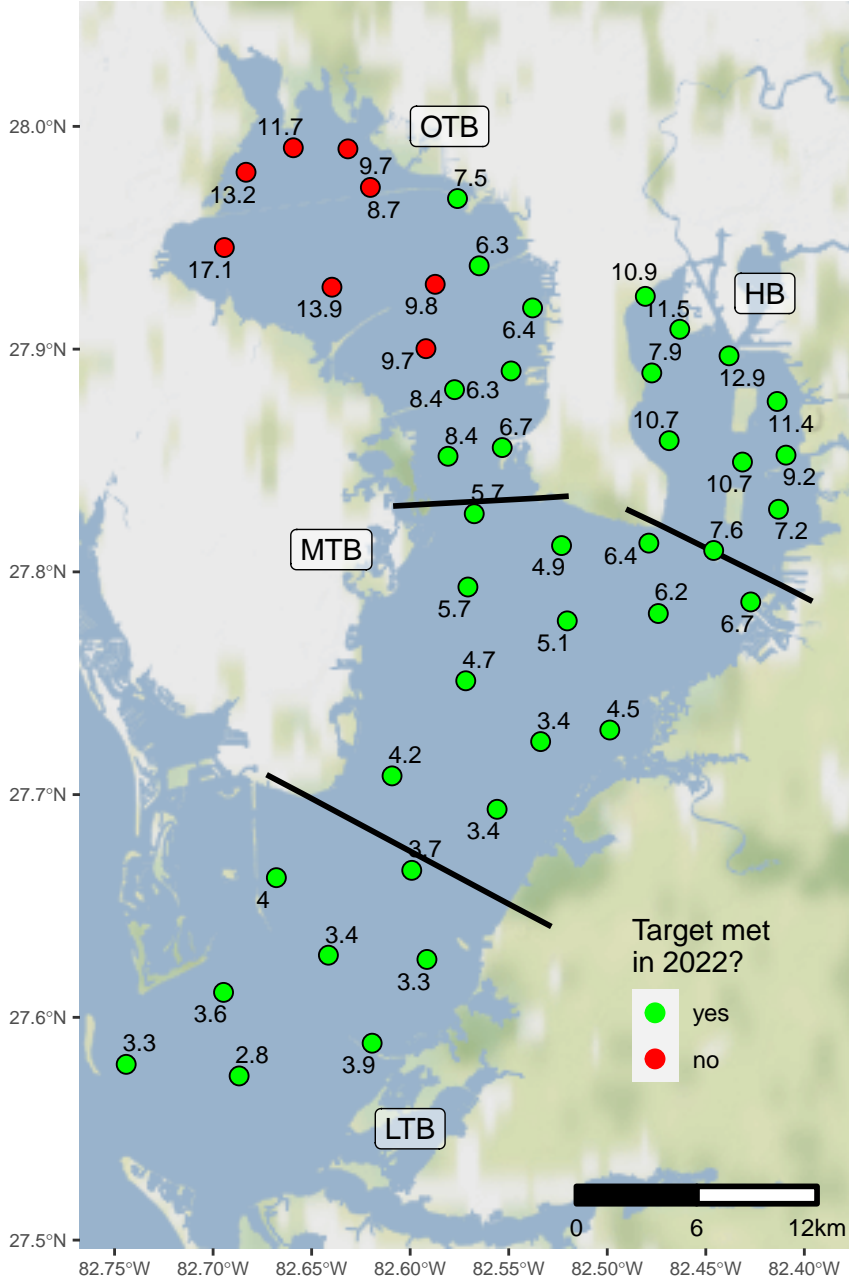 OTB
28.0°N
11.7
9.7
13.2
8.7
7.5
17.1
6.3
13.9
9.8
10.9
HB
6.4
11.5
27.9°N
9.7
7.9
12.9
8.4
6.3
11.4
8.4
6.7
10.7
10.7
9.2
5.7
7.2
MTB
4.9
6.4
7.6
27.8°N
5.7
5.1
6.2
6.7
4.7
3.4
4.5
4.2
27.7°N
3.4
3.7
4
3.4
3.3
Target met
in 2022?
3.6
yes
27.6°N
3.3
2.8
3.9
no
LTB
0
6
12km
27.5°N
82.75°W
82.70°W
82.65°W
82.60°W
82.55°W
82.50°W
82.45°W
82.40°W